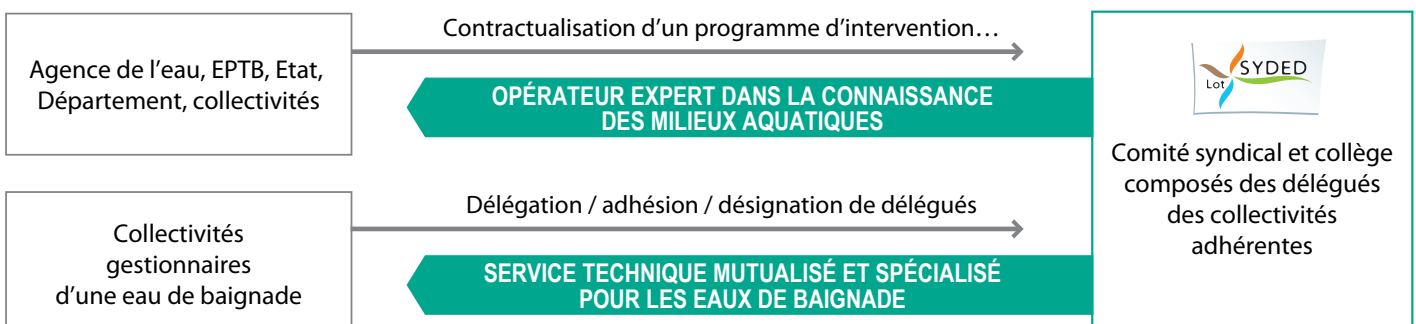 Agence de l’eau, EPTB, Etat,
Département, collectivités
Contractualisation d’un programme d’intervention…
OPÉRATEUR EXPERT DANS LA CONNAISSANCE
DES MILIEUX AQUATIQUES
Collectivités
gestionnaires
d’une eau de baignade
Délégation / adhésion / désignation de délégués
SERVICE TECHNIQUE MUTUALISÉ ET SPÉCIALISÉ
POUR LES EAUX DE BAIGNADE
SYDED
Lot
Comité syndical et collège
composés des délégués
des collectivités
adhérentes